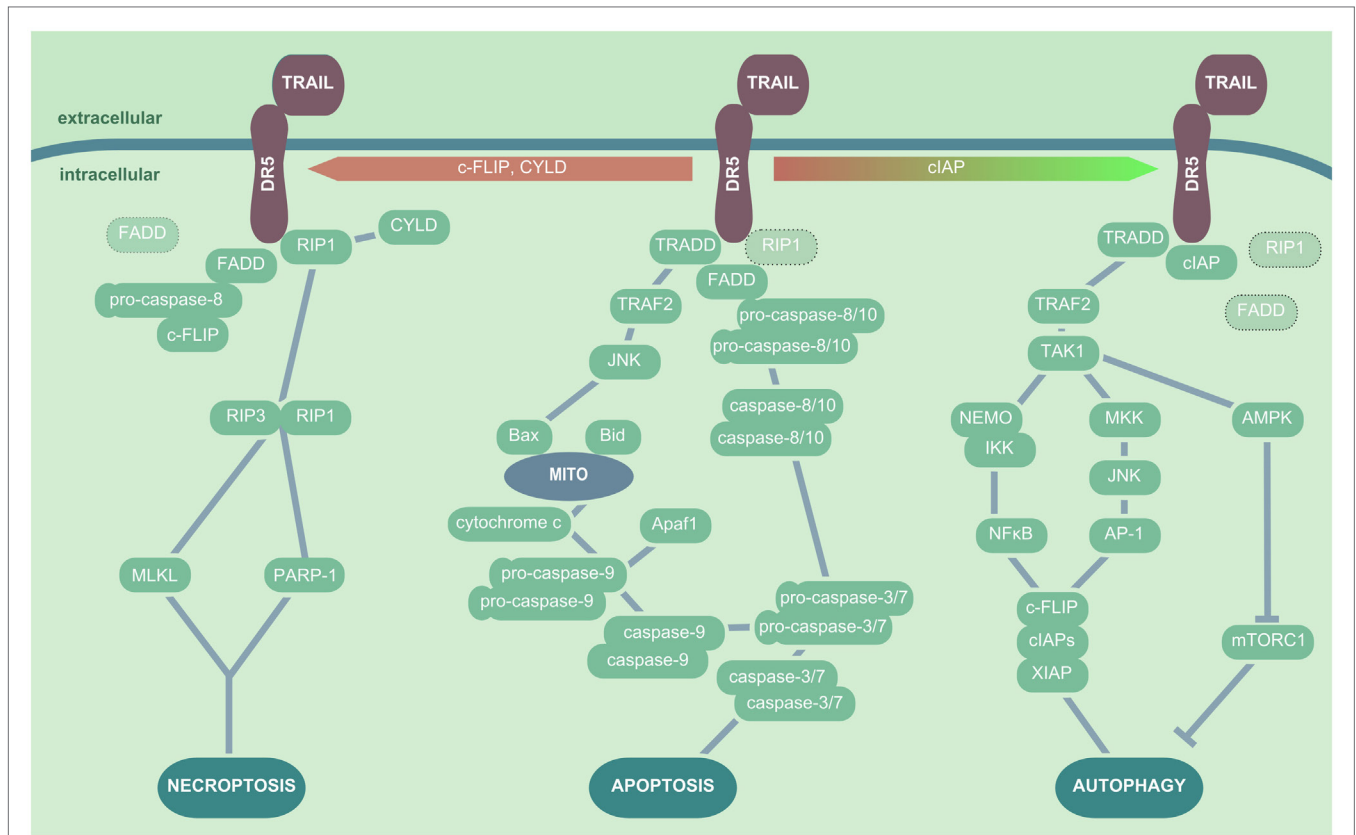 TRAIL
TRAIL
TRAIL
extracellular
intracellular
DR5
DR5
DR5
c-FLIP, CYLD
cIAP
FADD
RIP1
CYLD
FADD
pro-caspase-8
c-FLIP
RIP3
RIP1
MLKL
PARP-1
NECROPTOSIS
TRADD
RIP1
FADD
TRAF2
pro-caspase-8/10
pro-caspase-8/10
JNK
caspase-8/10
caspase-8/10
Bax
Bid
MITO
cytochrome c
Apaf1
pro-caspase-9
pro-caspase-9
caspase-9
caspase-9
pro-caspase-3/7
pro-caspase-3/7
caspase-3/7
caspase-3/7
APOPTOSIS
TRADD
cIAP
RIP1
FADD
TRAF2
TAK1
NEMO
IKK
MKK
AMPK
JNK
NFκB
AP-1
c-FLIP
cIAPs
XIAP
mTORC1
AUTOPHAGY